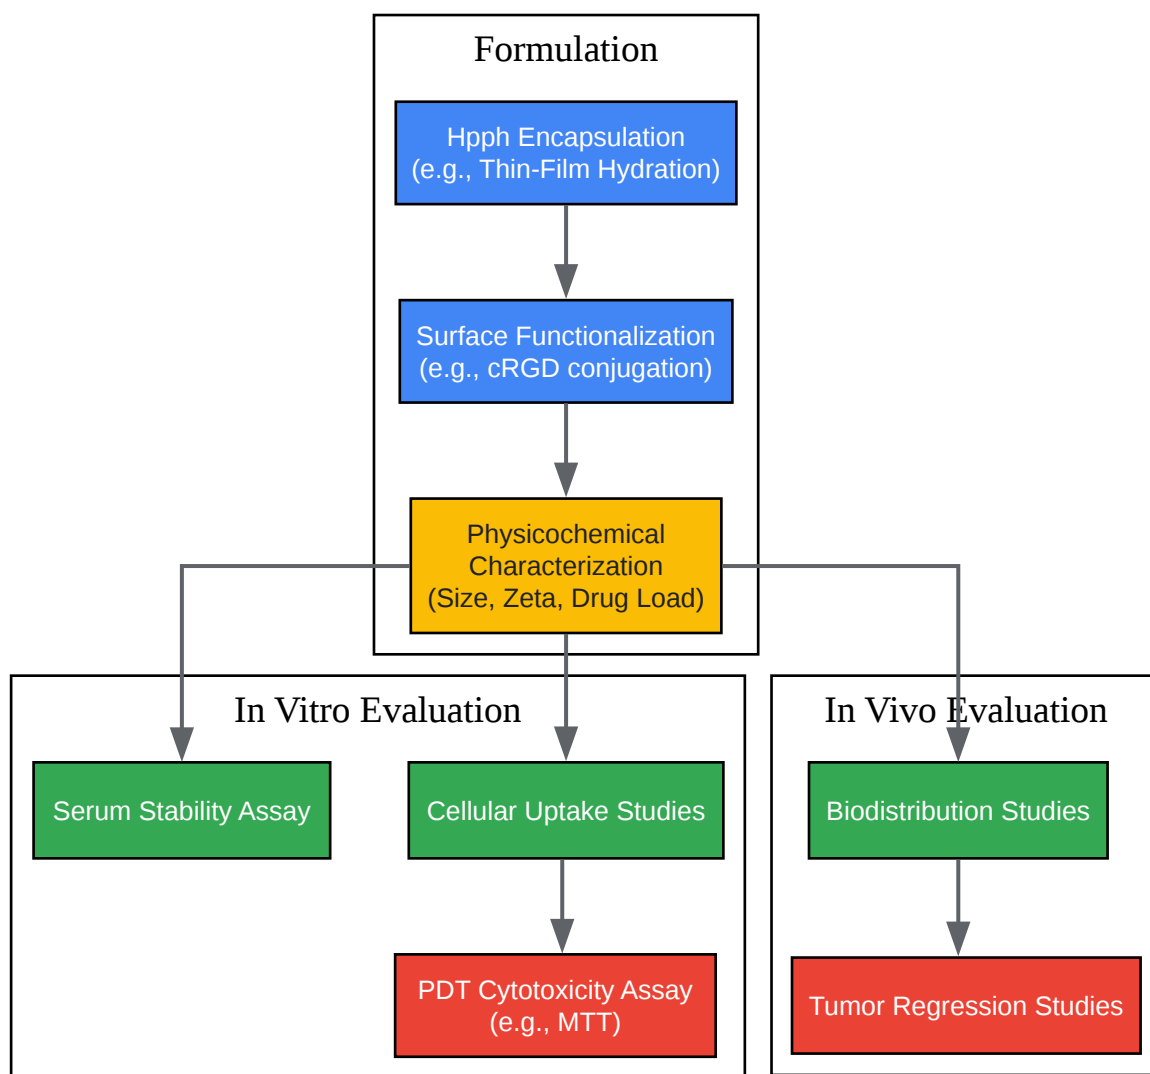 Formulation
Hpph Encapsulation
(e.g., Thin-Film Hydration)
Surface Functionalization
(e.g., cRGD conjugation)
Physicochemical
Characterization
(Size, Zeta, Drug Load)
In Vitro Evaluation
In Vivo Evaluation
Serum Stability Assay
Cellular Uptake Studies
Biodistribution Studies
PDT Cytotoxicity Assay
(e.g., MTT)
Tumor Regression Studies